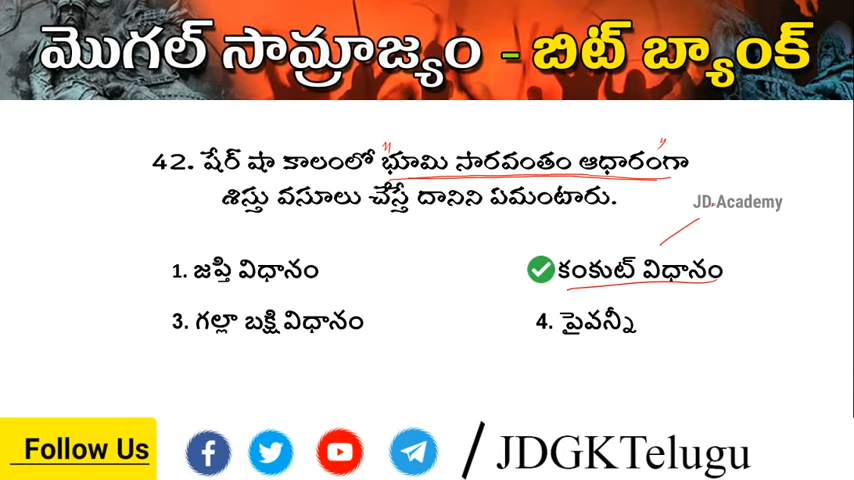 మొగల్ సామ్రాజ్యం - బిట్ బ్యాంక్
42. షేర్ షా కాలంలో భూమి సారవంతం ఆధారంగా
శిస్తు వసూలు చేస్తే దానిని ఏమంటారు.
JD Academy
1. జప్తి విధానం
కంకుట్ విధానం
3. గల్లా బక్షి విధానం
4. పైవన్నీ
Follow Us
/JDGKTelugu